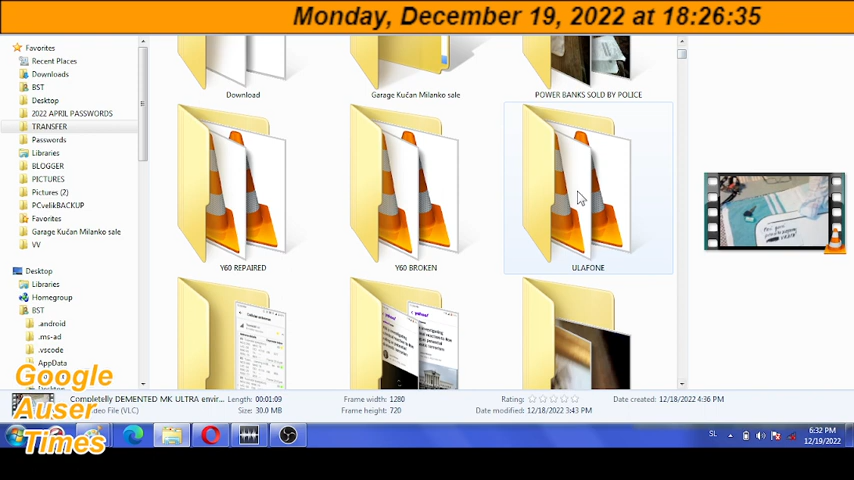 Monday, December 19, 2022 at 18:26:35
Favorites
Recent Places
Downloads
BST
Desktop
2022 APRIL PASSWORDS
TRANSFER
Passwords
Libraries
BLOGGER
PICTURES
Pictures (2)
PCvelikBACKUP
Favorites
Garage Kučan Milanko sale
VV
Desktop
Libraries
Homegroup
BST
.android
.ms-ad
.vscode
AppData
Download
Garage Kučan Milanko sale
POWER BANKS SOLD BY POLICE
Y60 REPAIRED
Y60 BROKEN
ULAFONE
yahoo!
yahoo!
Completelly DEMENTED MK ULTRA envir...
Length: 00:01:09
Frame width: 1280
Rating:
Date created: 12/18/2022 4:36 PM
File (VLC)
Size: 30.0 MB
Frame height: 720
Date modified: 12/18/2022 3:43 PM
Google
Auser
Times
SL
6:32 PM
12/19/2022